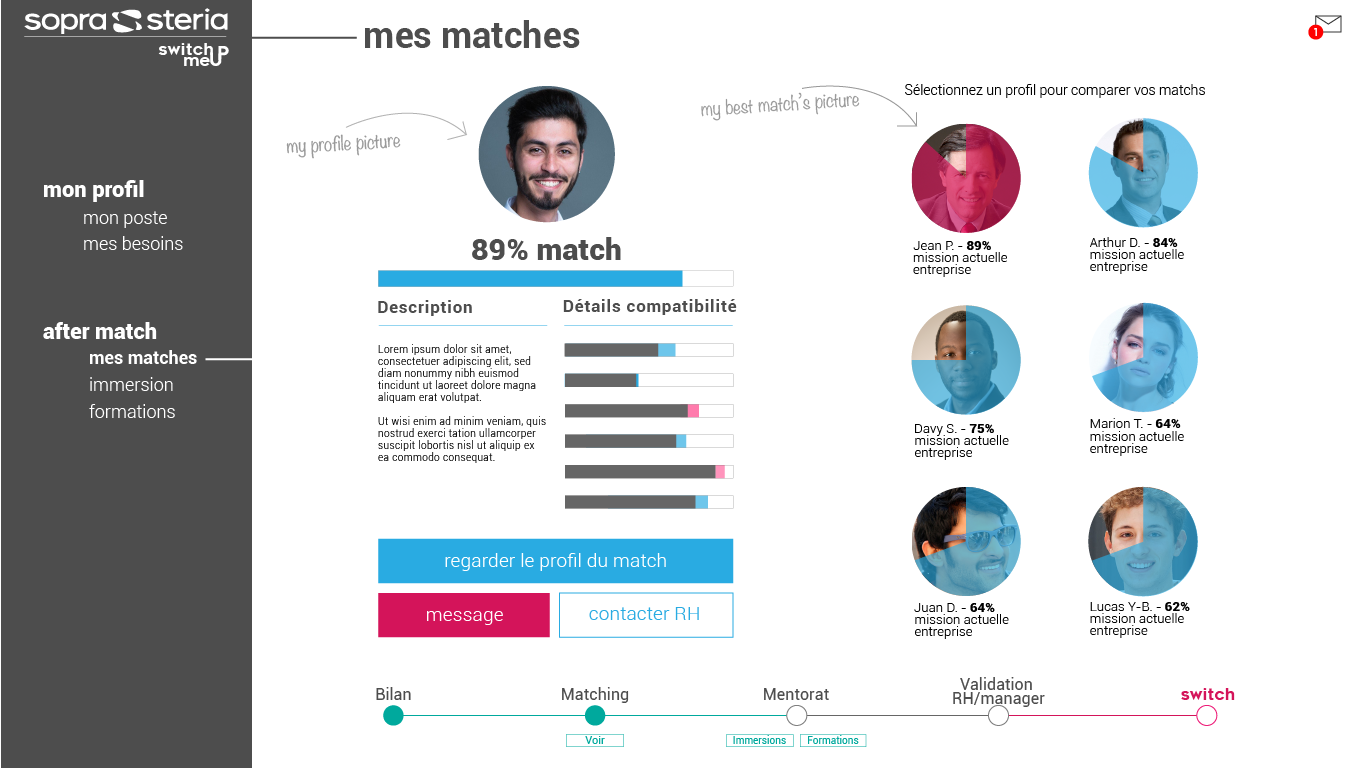 sopra steria
switch
meUP
mes matches
1
mon profil
mon poste
mes besoins
after match
mes matches
immersion
formations
my profile picture
my best match's picture
89% match
Description
Lorem ipsum dolor sit amet,
consectetuer adipiscing elit, sed
diam nonummy nibh euismod
tincidunt ut laoreet dolore magna
aliquam erat volutpat.
Ut wisi enim ad minim veniam, quis
nostrud exerci tation ullamcorper
suscipit lobortis nisl ut aliquip ex
ea commodo consequat.
Détails compatibilité
regarder le profil du match
message
contacter RH
Sélectionnez un profil pour comparer vos matchs
Jean P. - 89%
mission actuelle
entreprise
Arthur D. - 84%
mission actuelle
entreprise
Davy S. - 75%
mission actuelle
entreprise
Marion T. - 64%
mission actuelle
entreprise
Juan D. - 64%
mission actuelle
entreprise
Lucas Y-B. - 62%
mission actuelle
entreprise
Bilan
Matching
Voir
Mentorat
Immersions
Formations
Validation
RH/manager
switch